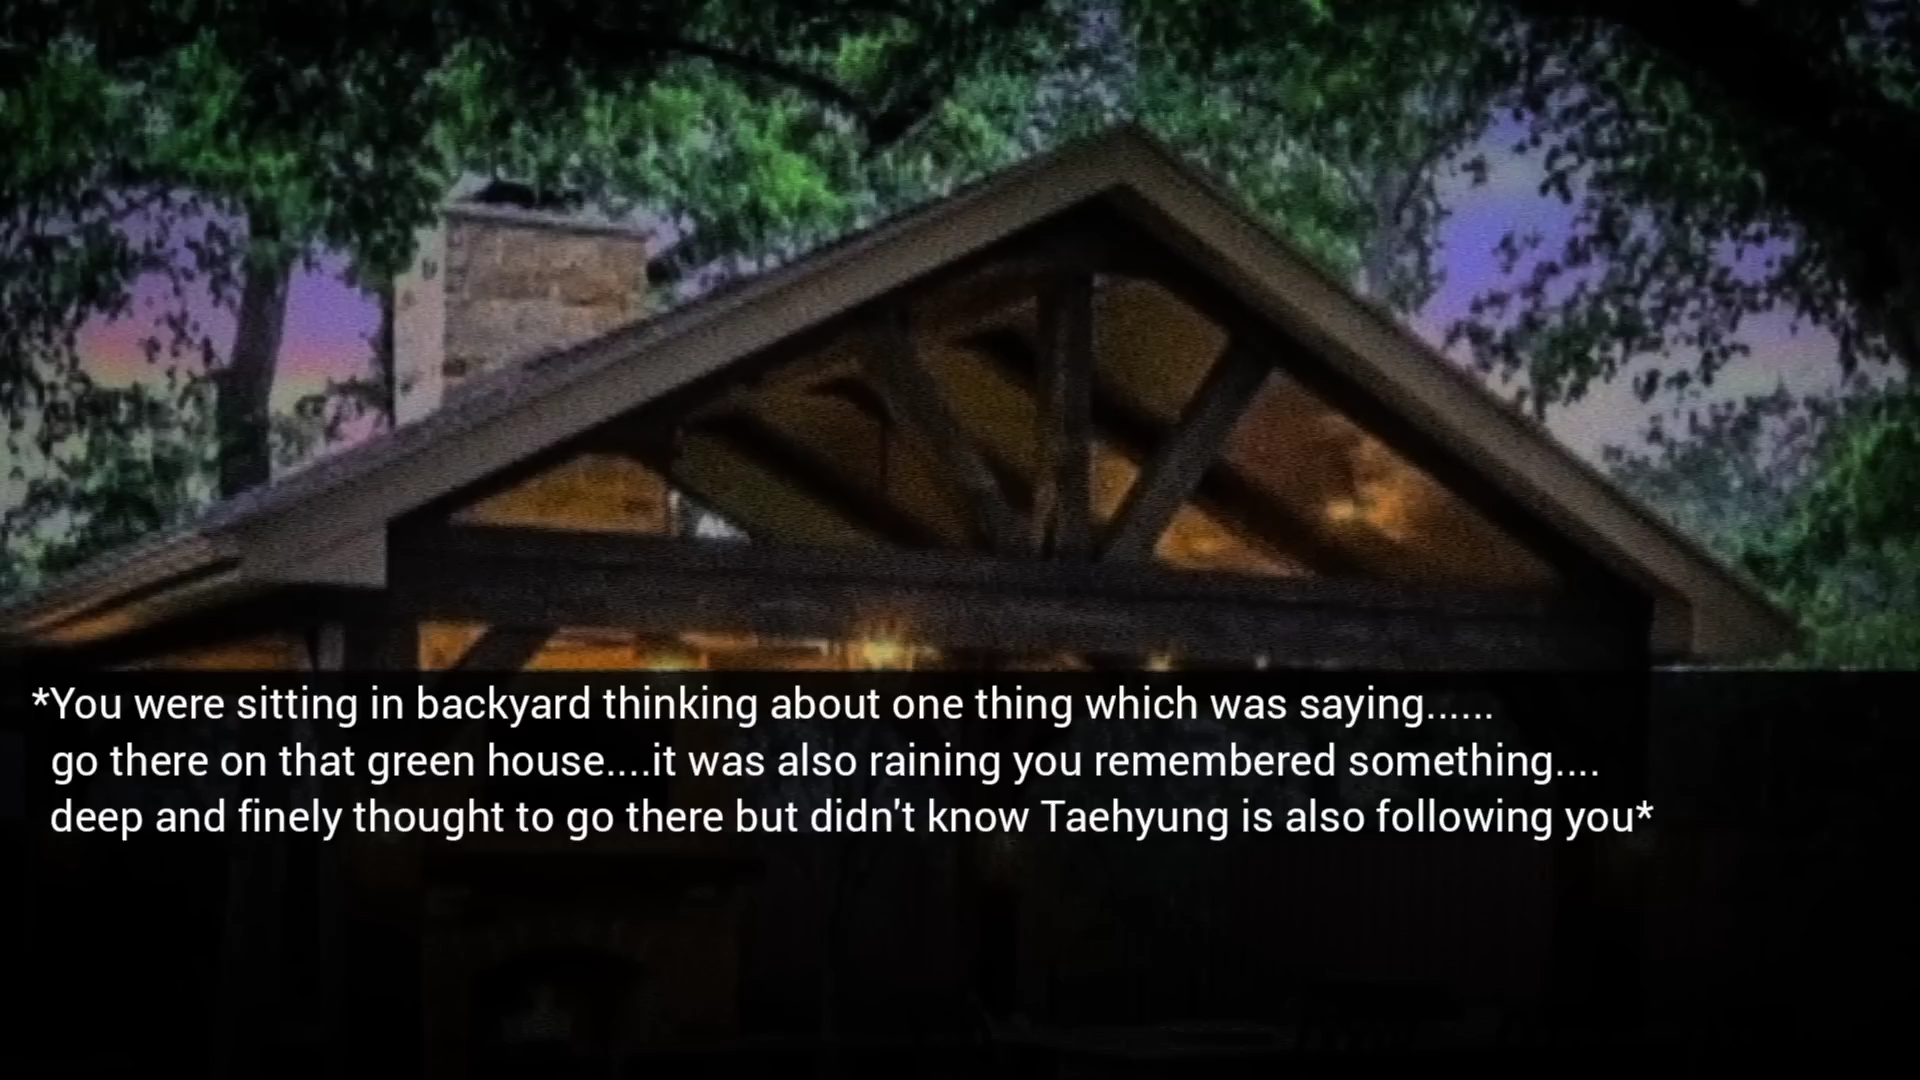 *You were sitting in backyard thinking about one thing which was saying......
go there on that green house....it was also raining you remembered something....
deep and finely thought to go there but didn't know Taehyung is also following you*